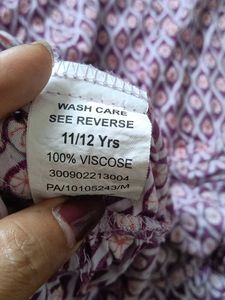 WASH CARE
SEE REVERSE
11/12 Yrs
100% VISCOSE
300902213004
PA/10105243/M